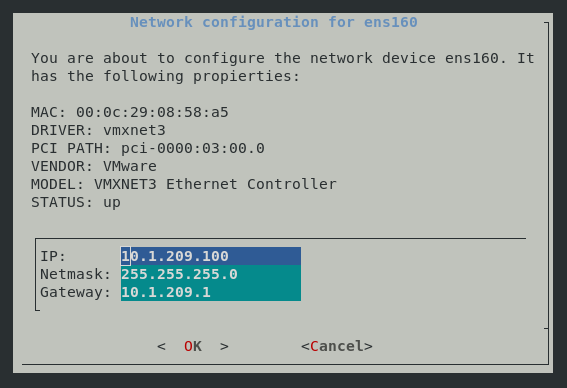 Network configuration for ens160
You are about to configure the network device ens160. It
has the following propierties:
MAC: 00:0c:29:08:58:a5
DRIVER: vmxnet3
PCI PATH: pci-0000:03:00.0
VENDOR: VMware
MODEL: VMXNET3 Ethernet Controller
STATUS: up
IP: 10.1.209.100
Netmask: 255.255.255.0
Gateway: 10.1.209.1
< OK > <Cancel>